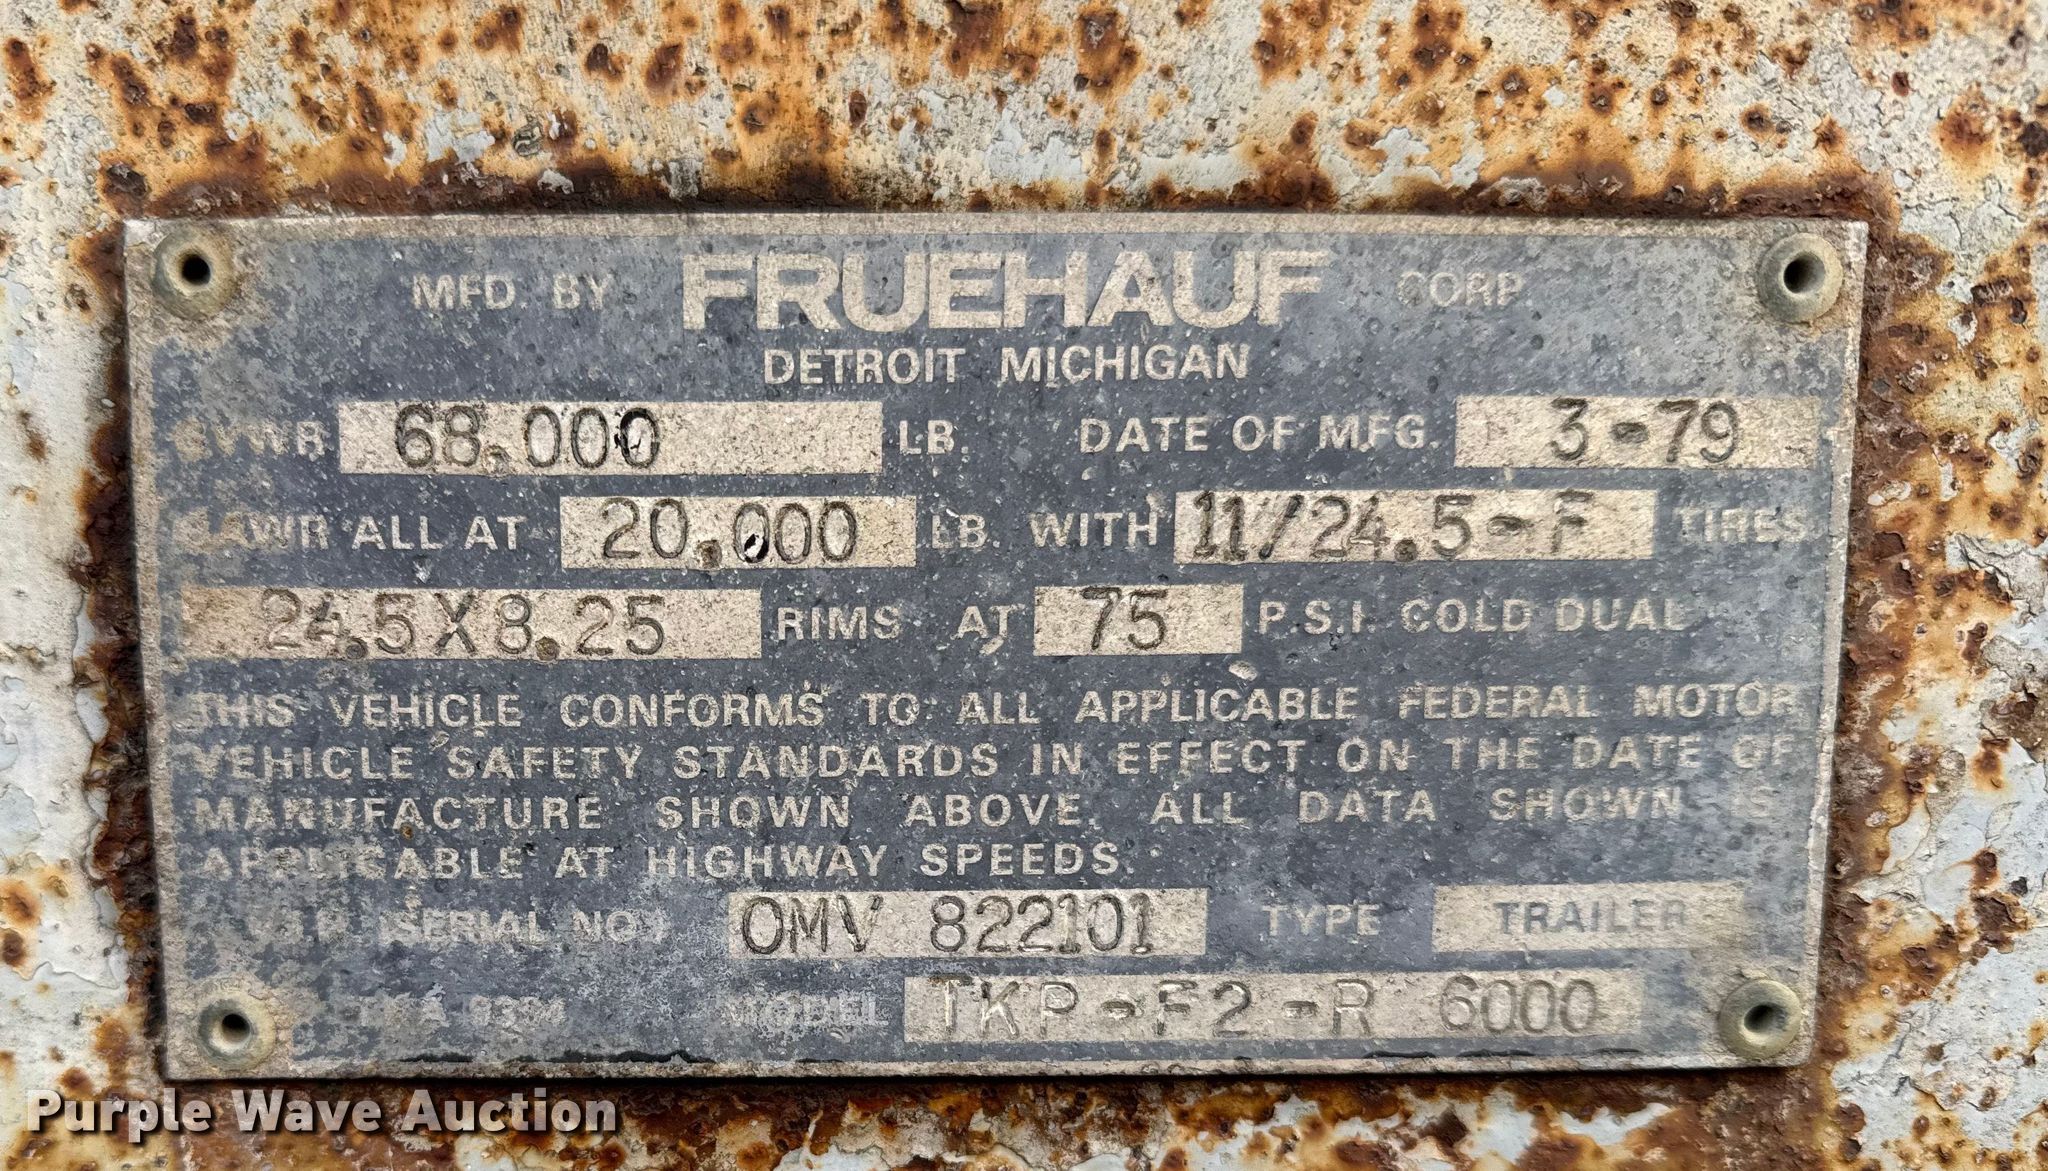 MFD. BY FRUEHAUF CORP.
DETROIT MICHIGAN
GVWR 68.000 LB. DATE OF MFG. 3-79
GAWR ALL AT 20.000 LB. WITH 11/24.5-F TIRES
24.5X8.25 RIMS AT 75 P.S.I. COLD DUAL
THIS VEHICLE CONFORMS TO ALL APPLICABLE FEDERAL MOTOR
VEHICLE SAFETY STANDARDS IN EFFECT ON THE DATE OF
MANUFACTURE SHOWN ABOVE. ALL DATA SHOWN IS
APPLICABLE AT HIGHWAY SPEEDS.
(SERIAL NO) OMV 822101 TYPE TRAILER
MODEL TKP-F2-R 6000
Purple Wave Auction